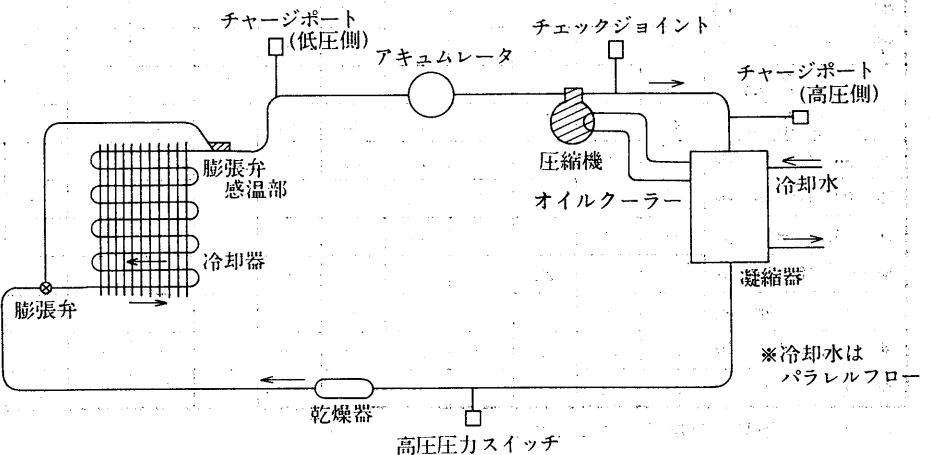 チャージポート
(低圧側)
アキュムレータ
チェックジョイント
チャージポート
(高圧側)
膨張弁
感温部
圧縮機
冷却水
オイルクーラー
冷却器
凝縮器
膨張弁
※冷却水は
パラレルフロー
乾燥器
高圧圧力スイッチ